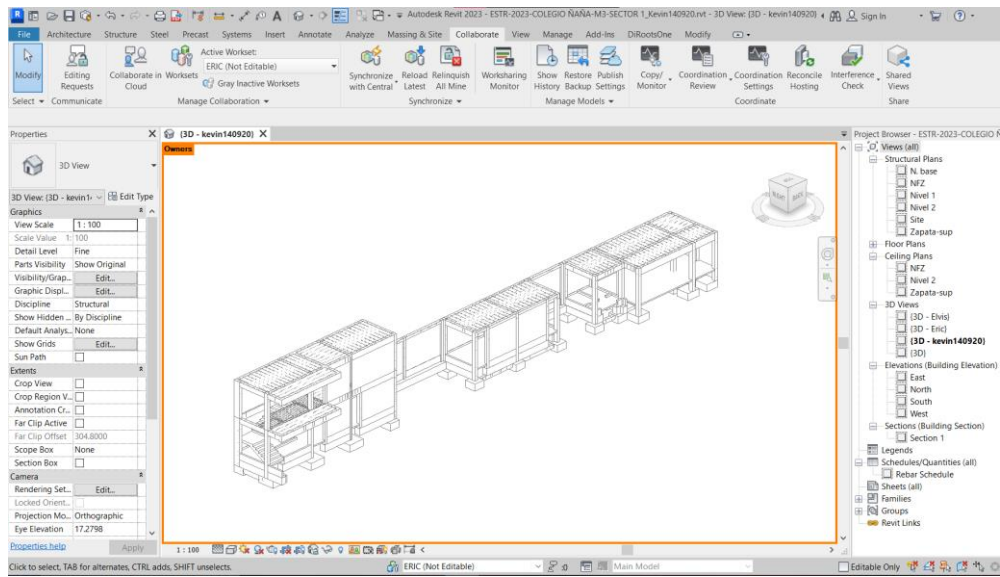 Autodesk Revit 2023 - ESTR-2023-COLEGIO ÑAÑA-M3-SECTOR 1_Kevin140920.rvt - 3D View: {3D - kevin140920}
Sign In
File Architecture Structure Steel Precast Systems Insert Annotate Analyze Massing & Site Collaborate View Manage Add-Ins DiRootsOne Modify
Modify
Editing Requests
Collaborate in Cloud
Worksets
Active Workset:
ERIC (Not Editable)
Gray Inactive Worksets
Synchronize with Central
Reload Latest
Relinquish All Mine
Worksharing Monitor
Show History
Restore Backup
Publish Settings
Copy/ Monitor
Coordination Review
Coordination Settings
Reconcile Hosting
Interference Check
Shared Views
Select
Communicate
Manage Collaboration
Synchronize
Manage Models
Coordinate
Share
Properties
3D View
3D View: {3D - kevin1
Edit Type
Graphics
View Scale 1 : 100
Scale Value 1: 100
Detail Level Fine
Parts Visibility Show Original
Visibility/Grap... Edit...
Graphic Displ... Edit...
Discipline Structural
Show Hidden ... By Discipline
Default Analys... None
Show Grids Edit...
Sun Path
Extents
Crop View
Crop Region V...
Annotation Cr...
Far Clip Active
Far Clip Offset 304.8000
Scope Box None
Section Box
Camera
Rendering Set... Edit...
Locked Orient...
Projection Mo... Orthographic
Eye Elevation 17.2798
Properties help
Apply
{3D - kevin140920}
Owners
1 : 100
Project Browser - ESTR-2023-COLEGIO Ñ
Views (all)
Structural Plans
N. base
NFZ
Nivel 1
Nivel 2
Site
Zapata-sup
Floor Plans
Ceiling Plans
NFZ
Nivel 2
Zapata-sup
3D Views
{3D - Elvis}
{3D - Eric}
{3D - kevin140920}
{3D}
Elevations (Building Elevation)
East
North
South
West
Sections (Building Section)
Section 1
Legends
Schedules/Quantities (all)
Rebar Schedule
Sheets (all)
Families
Groups
Revit Links
Click to select, TAB for alternates, CTRL adds, SHIFT unselects.
ERIC (Not Editable)
:0
Main Model
Editable Only